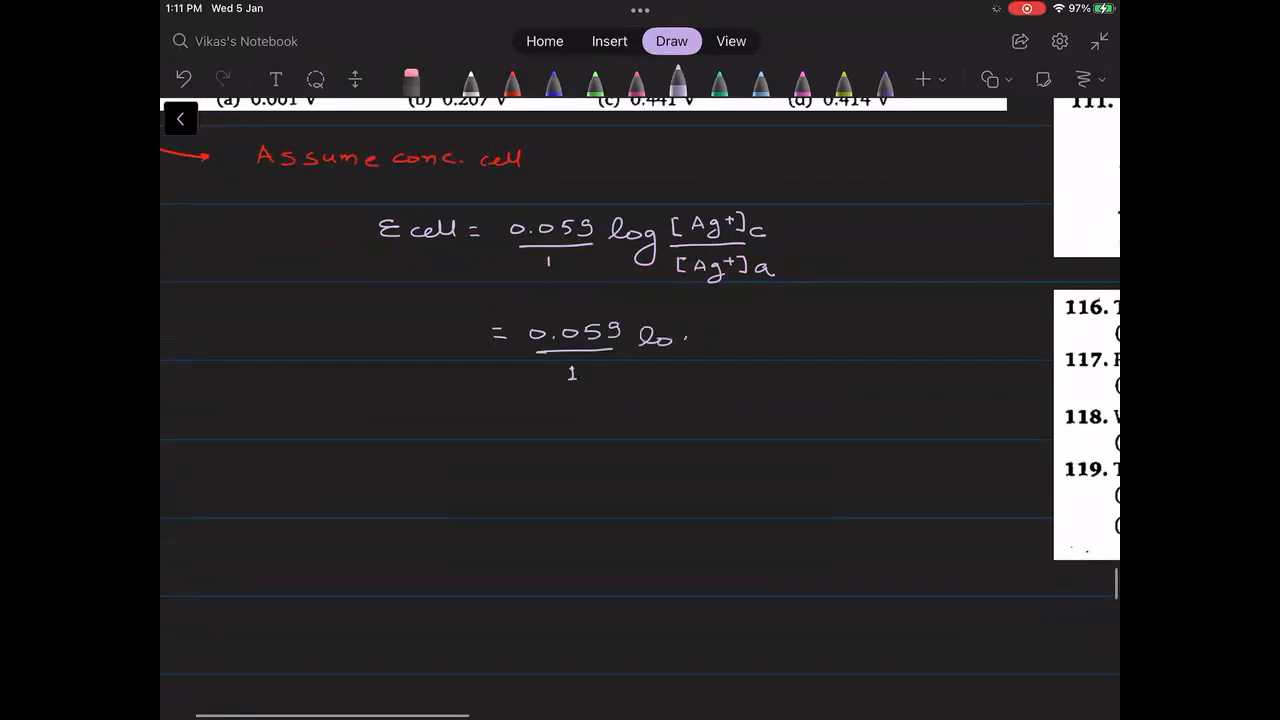 1:11 PM Wed 5 Jan
97%
Vikas's Notebook
Home Insert Draw View
(a) 0.001 V (b) 0.207 V (c) 0.441 V (d) 0.414 V
111.
Assume conc. cell
Ecell = 0.059/1 log [Ag+]c/[Ag+]a
= 0.059/1 lo
116. T
(
117. F
(
118. W
(
119. T
(
(